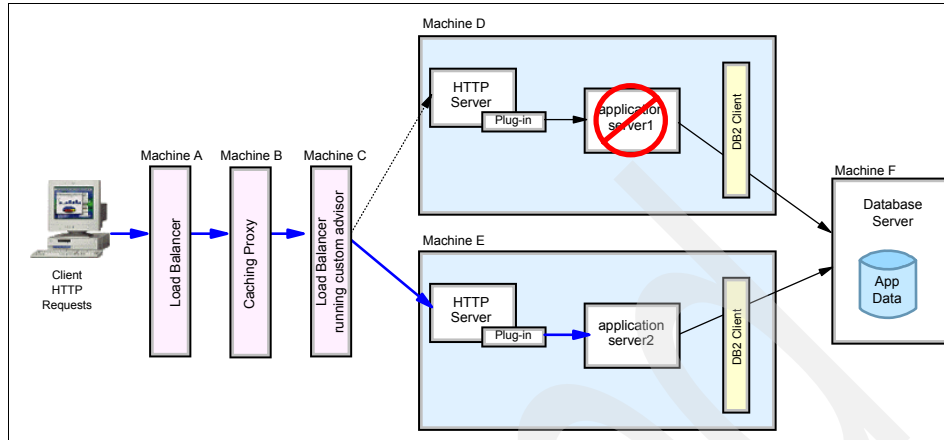 Machine D
HTTP
Server
Plug-in
application
server1
DB2 Client
Machine A
Load Balancer
Machine B
Caching Proxy
Machine C
Load Balancer
running custom advisor
Client
HTTP
Requests
Machine E
HTTP
Server
Plug-in
application
server2
DB2 Client
Machine F
Database
Server
App
Data